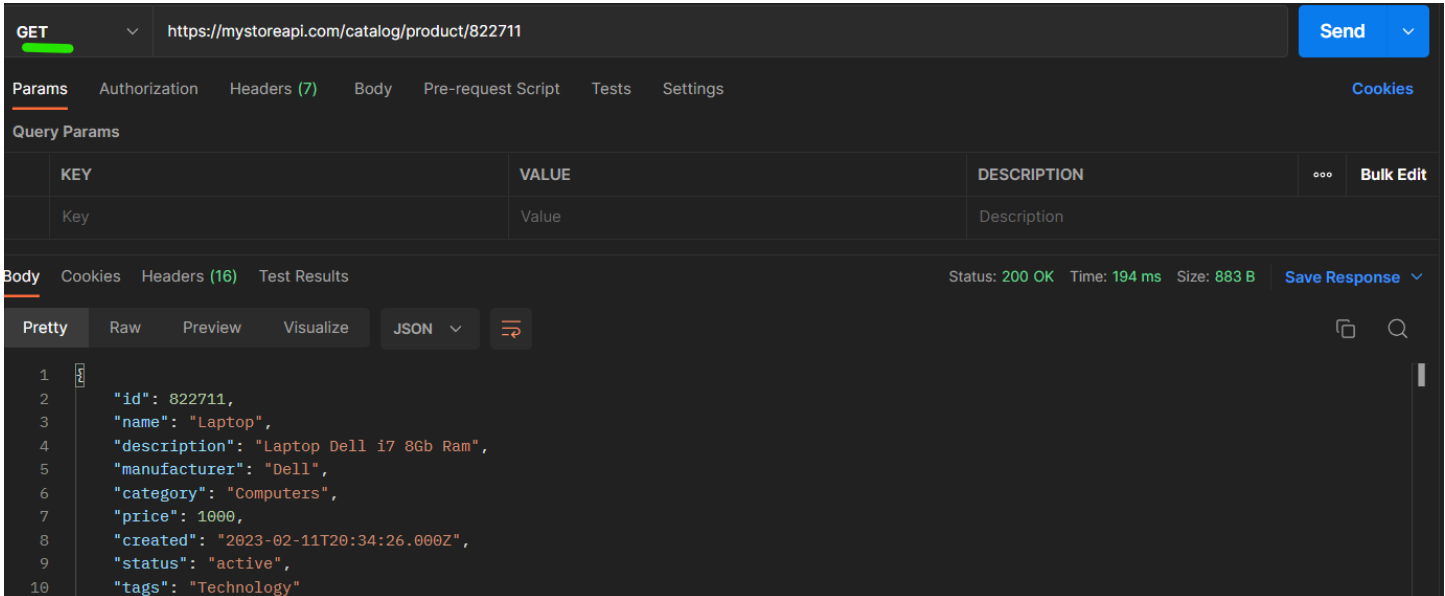 GET https://mystoreapi.com/catalog/product/822711 Send
Params Authorization Headers (7) Body Pre-request Script Tests Settings Cookies
Query Params
KEY VALUE DESCRIPTION ooo Bulk Edit
Key Value Description
Body Cookies Headers (16) Test Results Status: 200 OK Time: 194 ms Size: 883 B Save Response
Pretty Raw Preview Visualize JSON
1 {
2 "id": 822711,
3 "name": "Laptop",
4 "description": "Laptop Dell i7 8Gb Ram",
5 "manufacturer": "Dell",
6 "category": "Computers",
7 "price": 1000,
8 "created": "2023-02-11T20:34:26.000Z",
9 "status": "active",
10 "tags": "Technology"